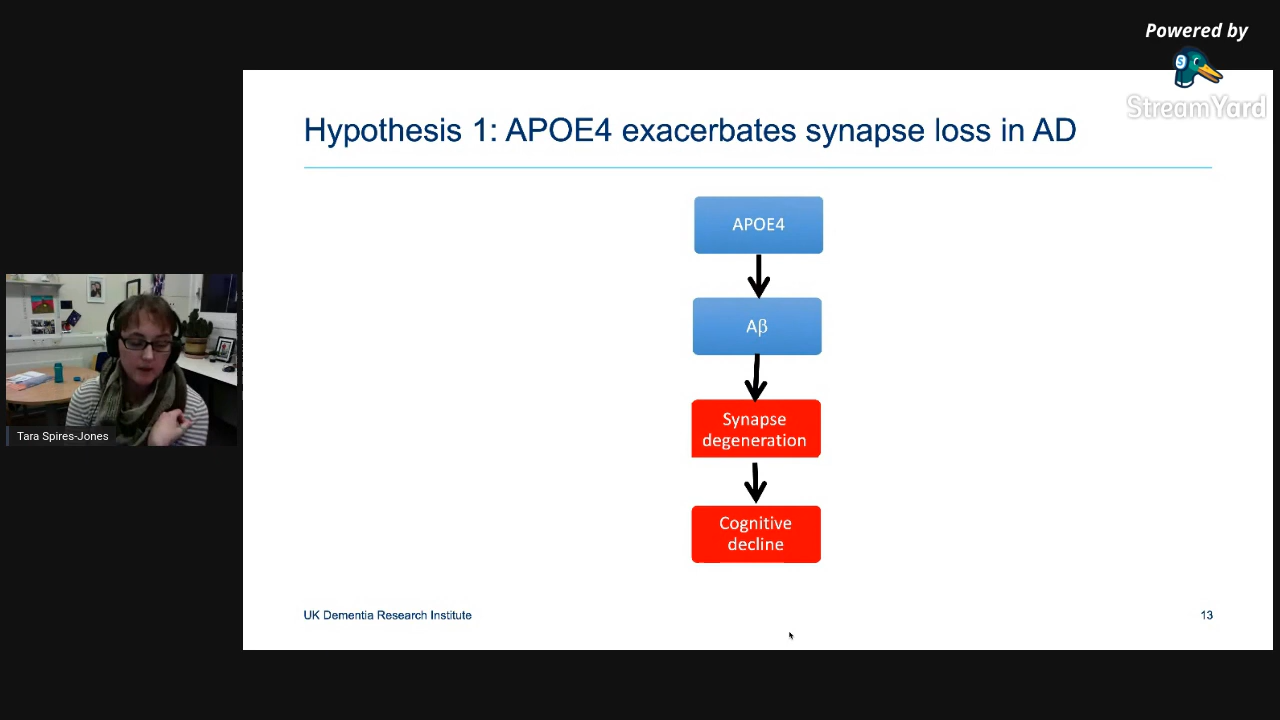 Powered by
StreamYard
Hypothesis 1: APOE4 exacerbates synapse loss in AD
APOE4
Aβ
Synapse
degeneration
Cognitive
decline
Tara Spires-Jones
UK Dementia Research Institute
13